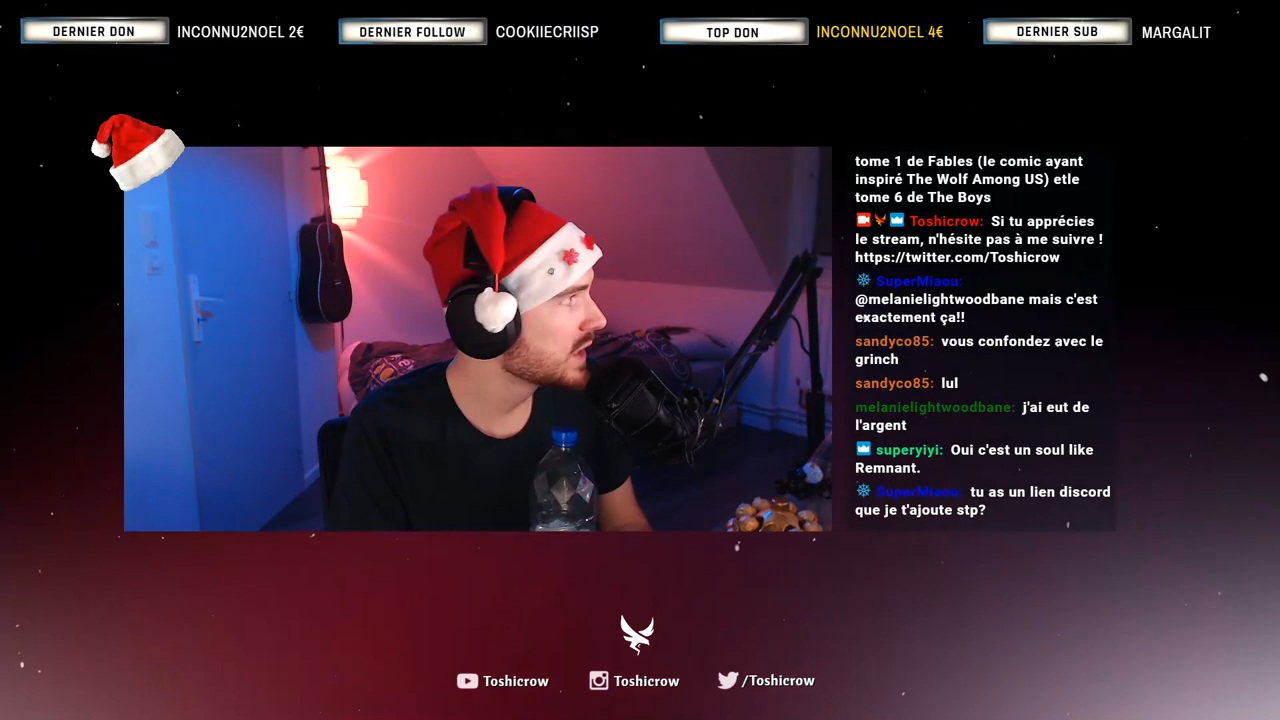 DERNIER DON INCONNU2NOEL 2€ DERNIER FOLLOW COOKIIECRIISP TOP DON INCONNU2NOEL 4€ DERNIER SUB MARGALIT
tome 1 de Fables (le comic ayant
inspiré The Wolf Among US) etle
tome 6 de The Boys
Toshicrow: Si tu apprécies
le stream, n'hésite pas à me suivre !
https://twitter.com/Toshicrow
SuperMiaou:
@melanielightwoodbane mais c'est
exactement ça!!
sandyco85: vous confondez avec le
grinch
sandyco85: lul
melanielightwoodbane: j'ai eut de
l'argent
superyiyi: Oui c'est un soul like
Remnant.
SuperMiaou: tu as un lien discord
que je t'ajoute stp?
Toshicrow Toshicrow /Toshicrow